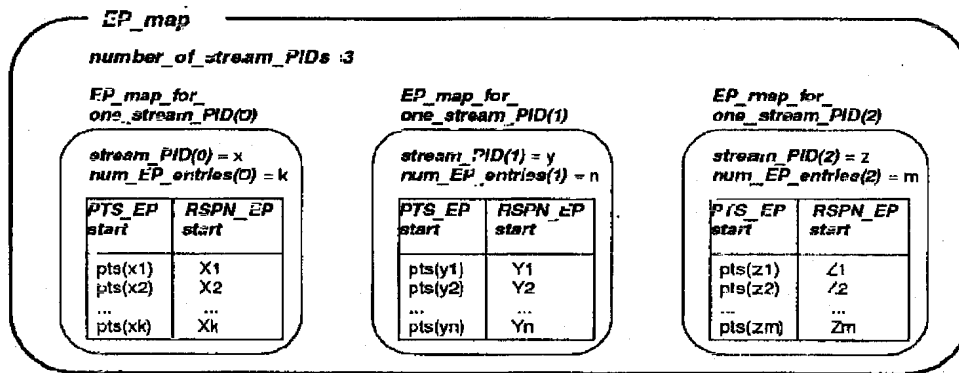 EP_map
number_of_stream_PIDs :3
EP_map_for_
one_stream_PID(0)
stream_PID(0) = x
num_EP_entries(0) = k
PTS_EP start RSPN_EP start
pts(x1) X1
pts(x2) X2
... ...
pts(xk) Xk
EP_map_for_
one_stream_PID(1)
stream_PID(1) = y
num_EP_entries(1) = n
PTS_EP start RSPN_EP start
pts(y1) Y1
pts(y2) Y2
... ...
pts(yn) Yn
EP_map_for_
one_stream_PID(2)
stream_PID(2) = z
num_EP_entries(2) = m
PTS_EP start RSPN_EP start
pts(z1) Z1
pts(z2) Z2
... ...
pts(zm) Zm